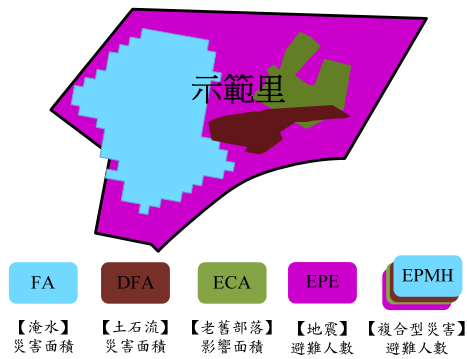 示範里
FA
DFA
ECA
EPE
EPMH
【淹水】
災害面積
【土石流】
災害面積
【老舊部落】
影響面積
【地震】
避難人數
【複合型災害】
避難人數